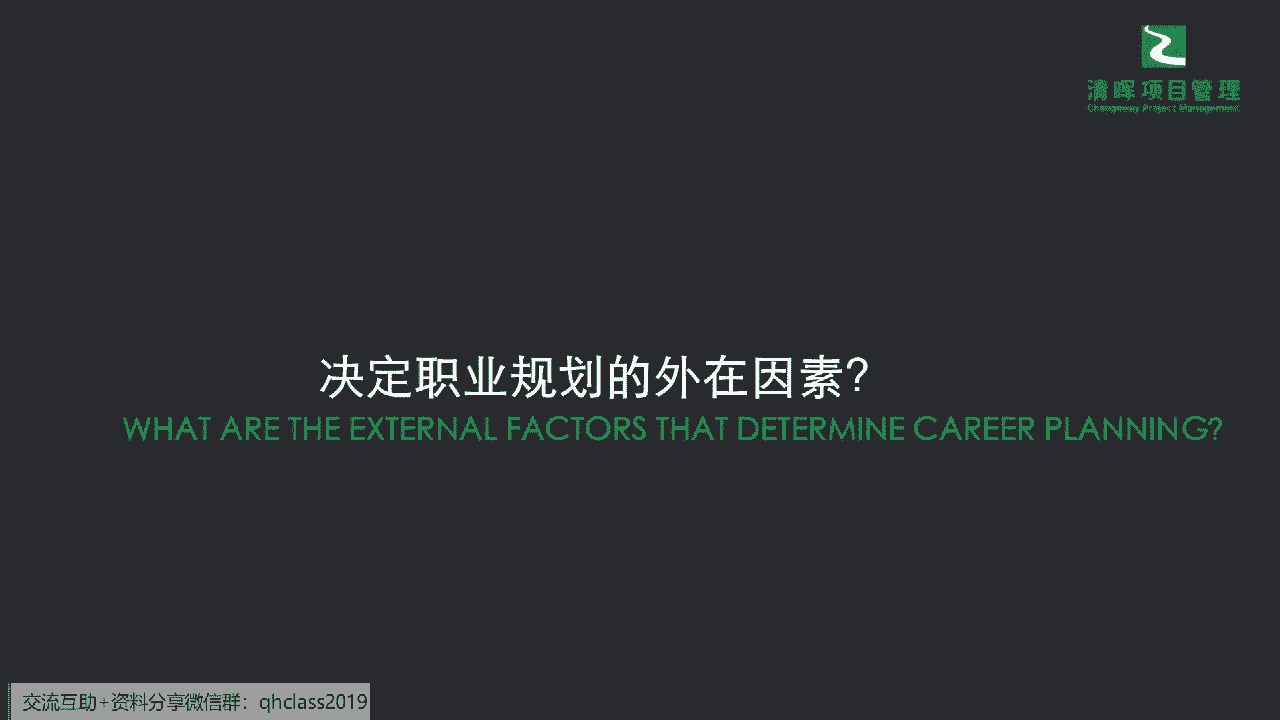 清晖项目管理
Changeway Project Management
决定职业规划的外在因素?
WHAT ARE THE EXTERNAL FACTORS THAT DETERMINE CAREER PLANNING?
交流互助+资料分享微信群：qhclass2019